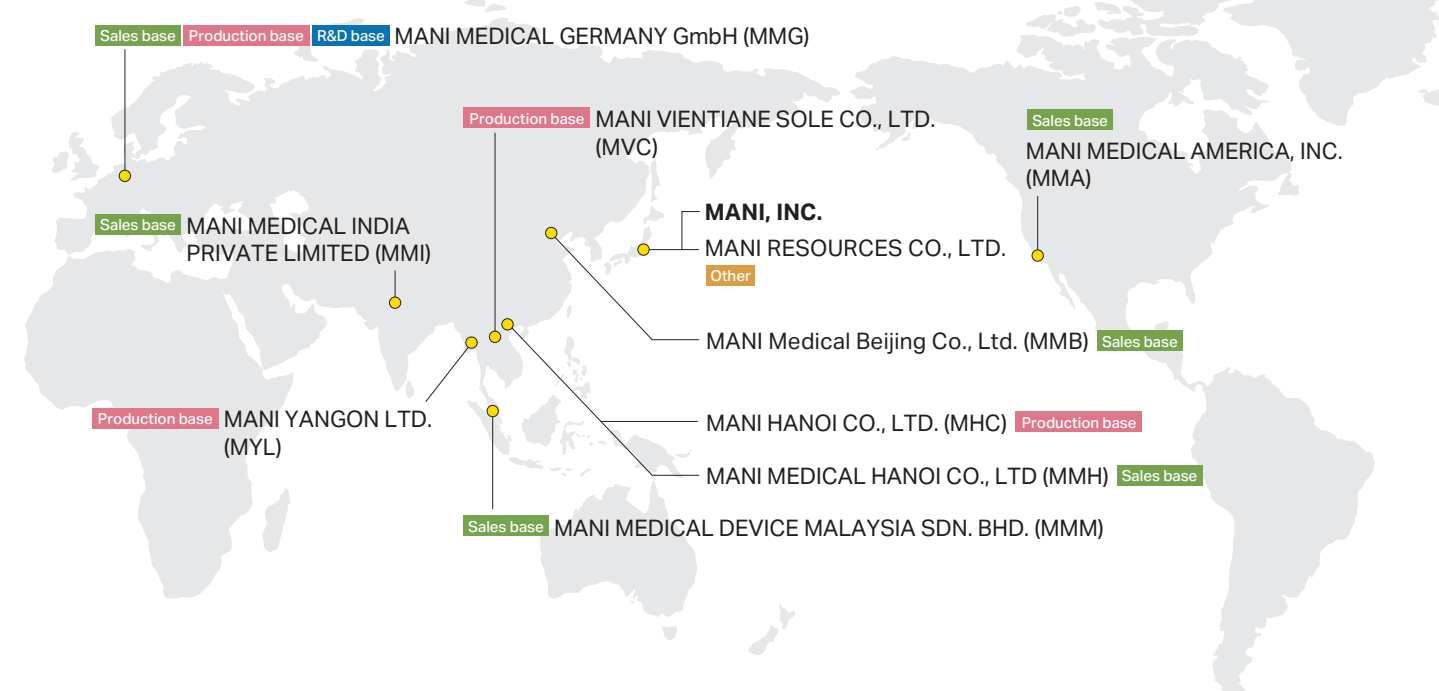 Sales base Production base R&D base MANI MEDICAL GERMANY GmbH (MMG)
Production base MANI VIENTIANE SOLE CO., LTD.
(MVC)
Sales base
MANI MEDICAL AMERICA, INC.
(MMA)
Sales base MANI MEDICAL INDIA
PRIVATE LIMITED (MMI)
MANI, INC.
MANI RESOURCES CO., LTD.
Other
MANI Medical Beijing Co., Ltd. (MMB) Sales base
Production base MANI YANGON LTD.
(MYL)
MANI HANOI CO., LTD. (MHC) Production base
MANI MEDICAL HANOI CO., LTD (MMH) Sales base
Sales base MANI MEDICAL DEVICE MALAYSIA SDN. BHD. (MMM)